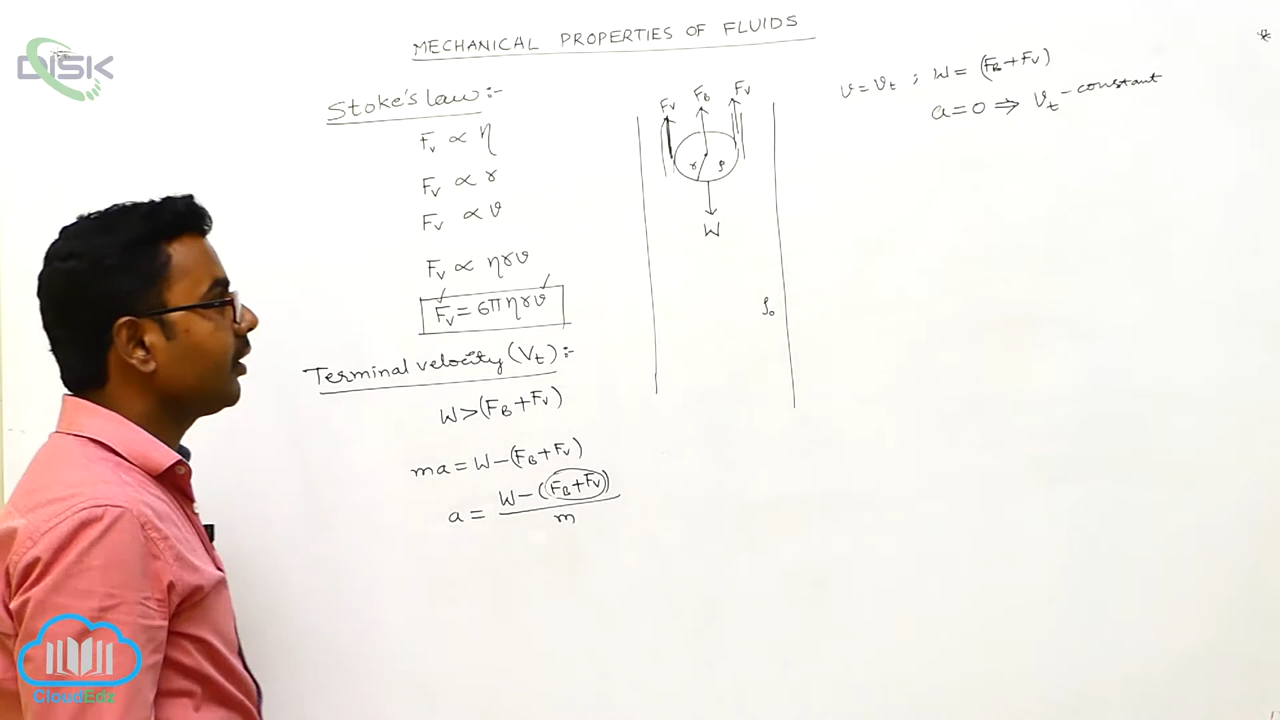 DISK
MECHANICAL PROPERTIES OF FLUIDS
Stoke's law :-
Fv ∝ η
Fv ∝ r
Fv ∝ v
Fv ∝ ηrv
Fv = 6πηrv
Terminal velocity (Vt) :-
W > (FB + Fv)
ma = W - (FB + Fv)
a = W - (FB + Fv) / m
Fv FB Fv
r ρ
W
ρ₀
v = vt ; W = (FB + Fv)
a = 0 ⇒ vt - constant
CloudEdz